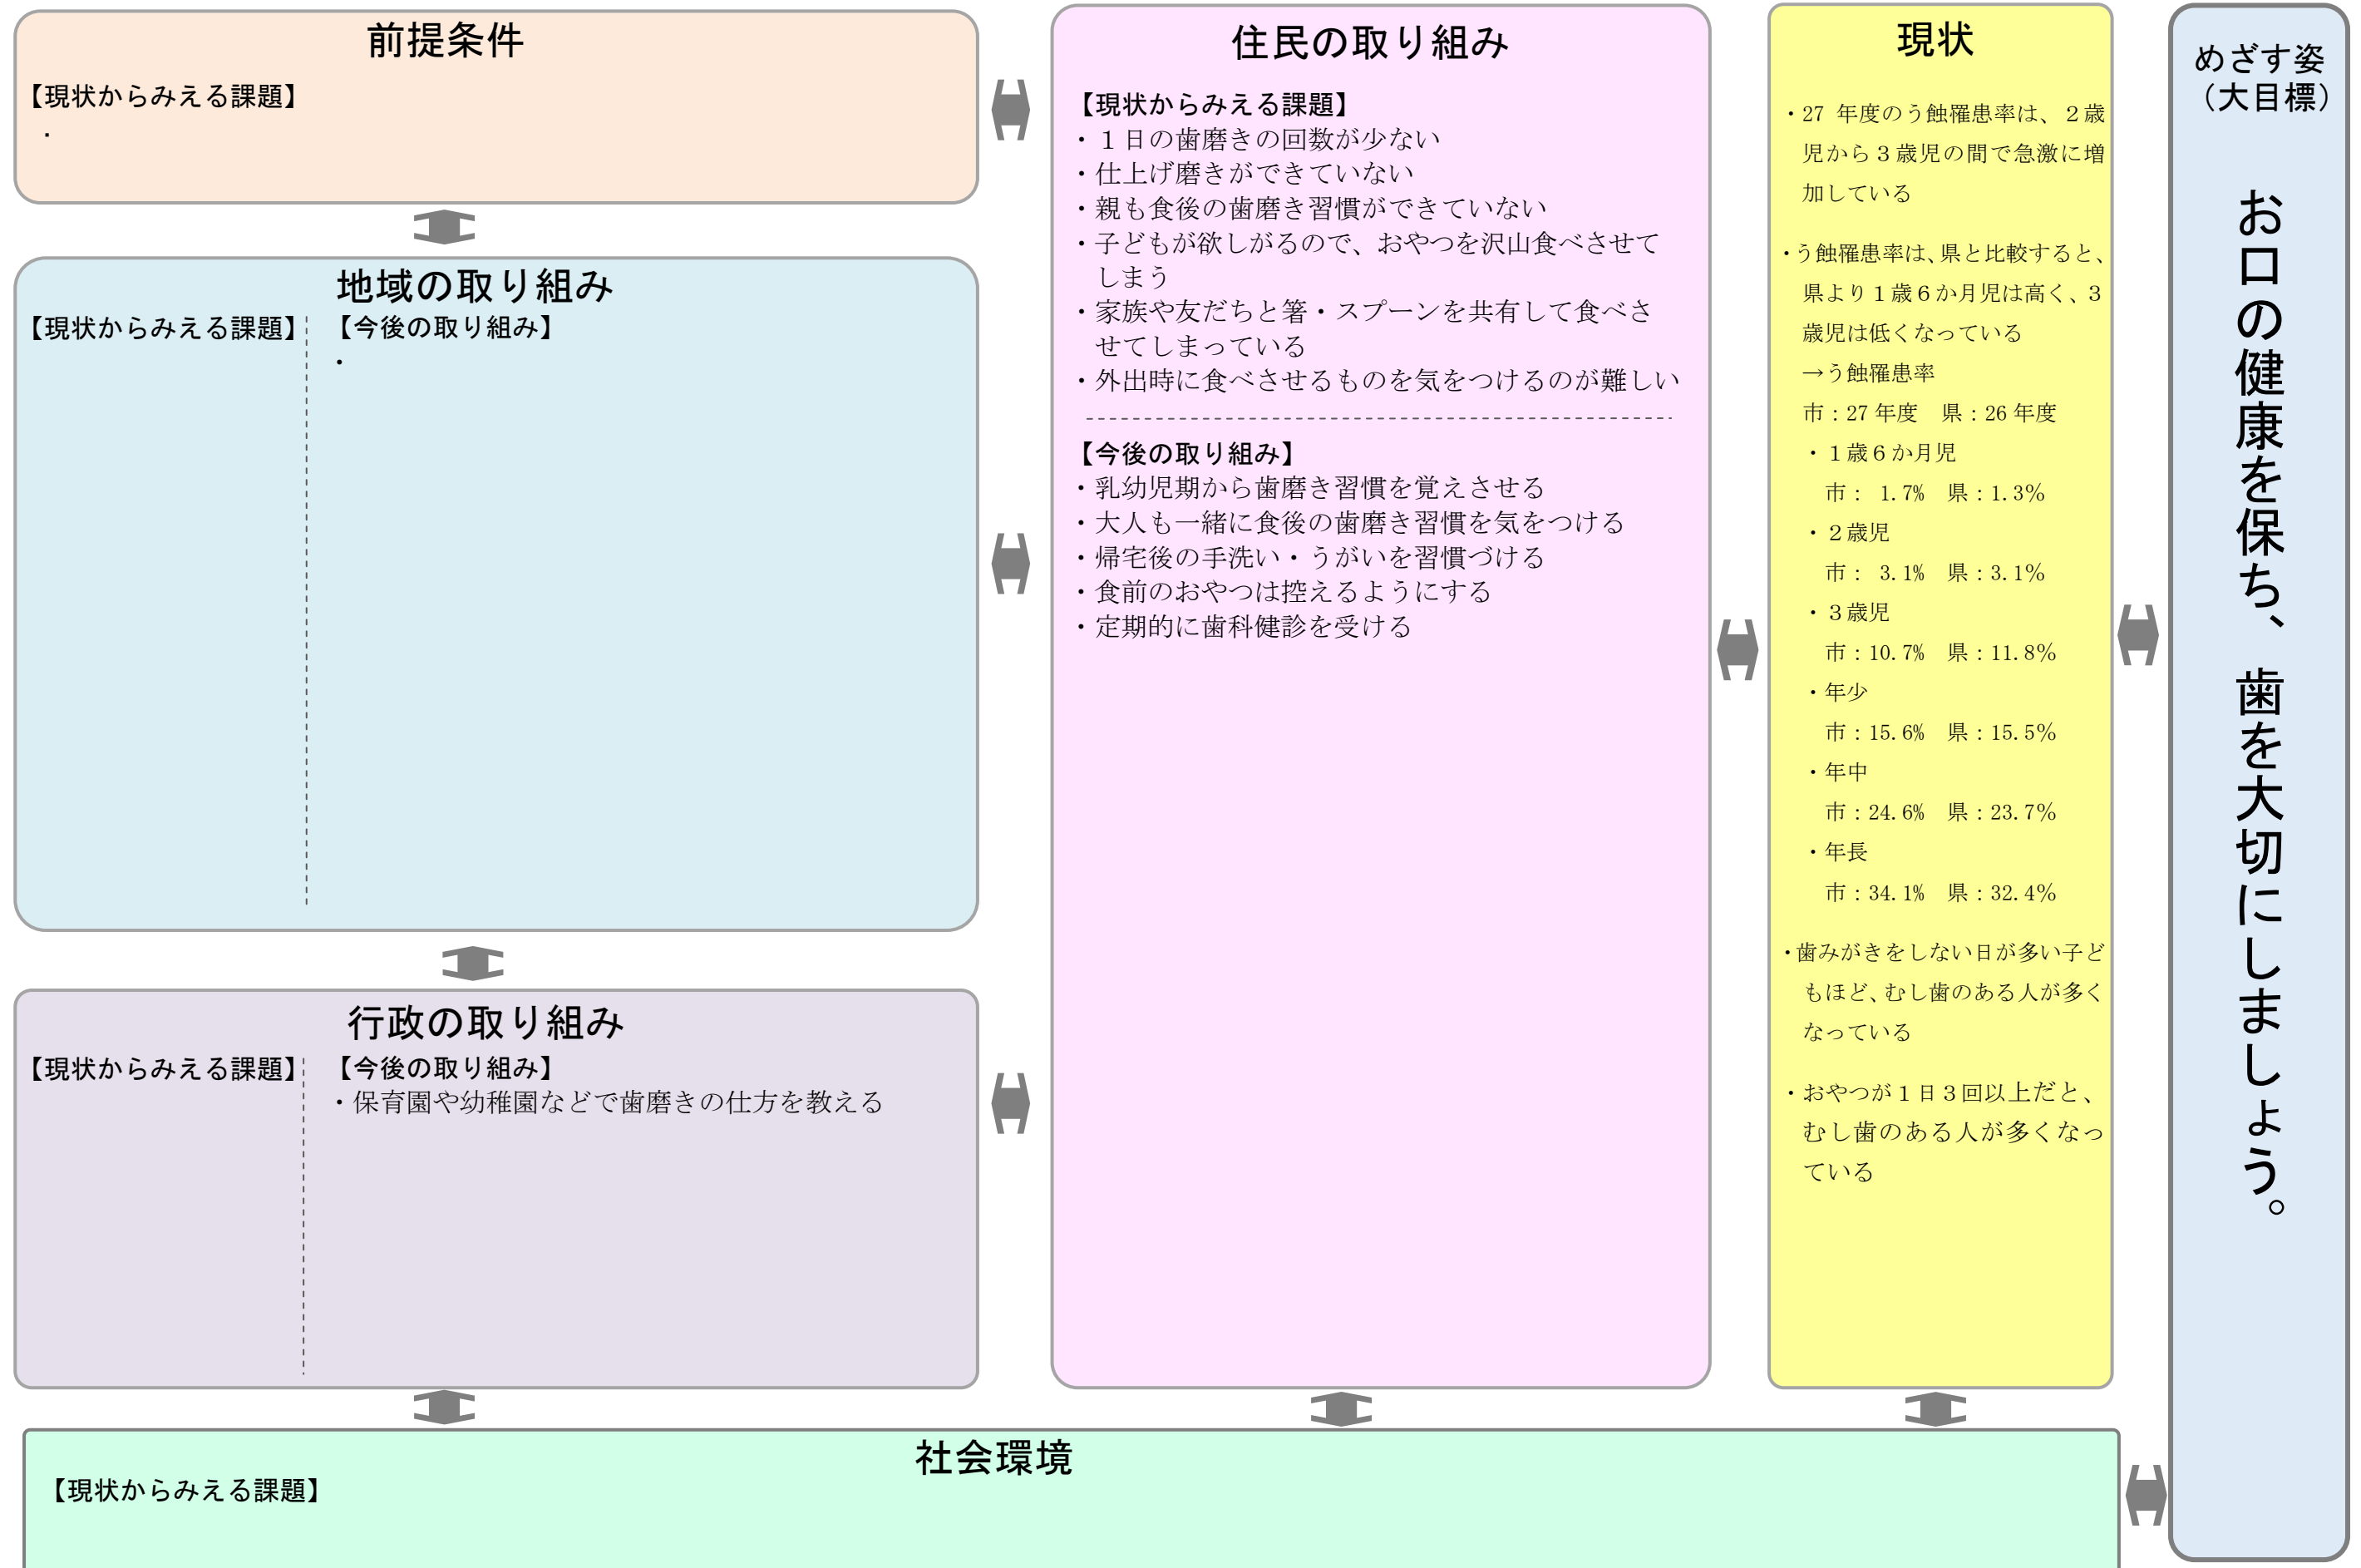 前提条件
【現状からみえる課題】
・
地域の取り組み
【現状からみえる課題】
【今後の取り組み】
・
行政の取り組み
【現状からみえる課題】
【今後の取り組み】
・保育園や幼稚園などで歯磨きの仕方を教える
住民の取り組み
【現状からみえる課題】
・１日の歯磨きの回数が少ない
・仕上げ磨きができていない
・親も食後の歯磨き習慣ができていない
・子どもが欲しがるので、おやつを沢山食べさせて
しまう
・家族や友だちと箸・スプーンを共有して食べさ
せてしまっている
・外出時に食べさせるものを気をつけるのが難しい
【今後の取り組み】
・乳幼児期から歯磨き習慣を覚えさせる
・大人も一緒に食後の歯磨き習慣を気をつける
・帰宅後の手洗い・うがいを習慣づける
・食前のおやつは控えるようにする
・定期的に歯科健診を受ける
現状
・27 年度のう蝕罹患率は、２歳
児から３歳児の間で急激に増
加している
・う蝕罹患率は、県と比較すると、
県より１歳６か月児は高く、３
歳児は低くなっている
→う蝕罹患率
市：27 年度　県：26 年度
・１歳６か月児
市： 1.7%　県：1.3％
・２歳児
市： 3.1%　県：3.1％
・３歳児
市：10.7%　県：11.8％
・年少
市：15.6%　県：15.5％
・年中
市：24.6%　県：23.7％
・年長
市：34.1%　県：32.4％
・歯みがきをしない日が多い子ど
もほど、むし歯のある人が多く
なっている
・おやつが１日３回以上だと、
むし歯のある人が多くなっ
ている
めざす姿
（大目標）
お口の健康を保ち、歯を大切にしましょう。
社会環境
【現状からみえる課題】